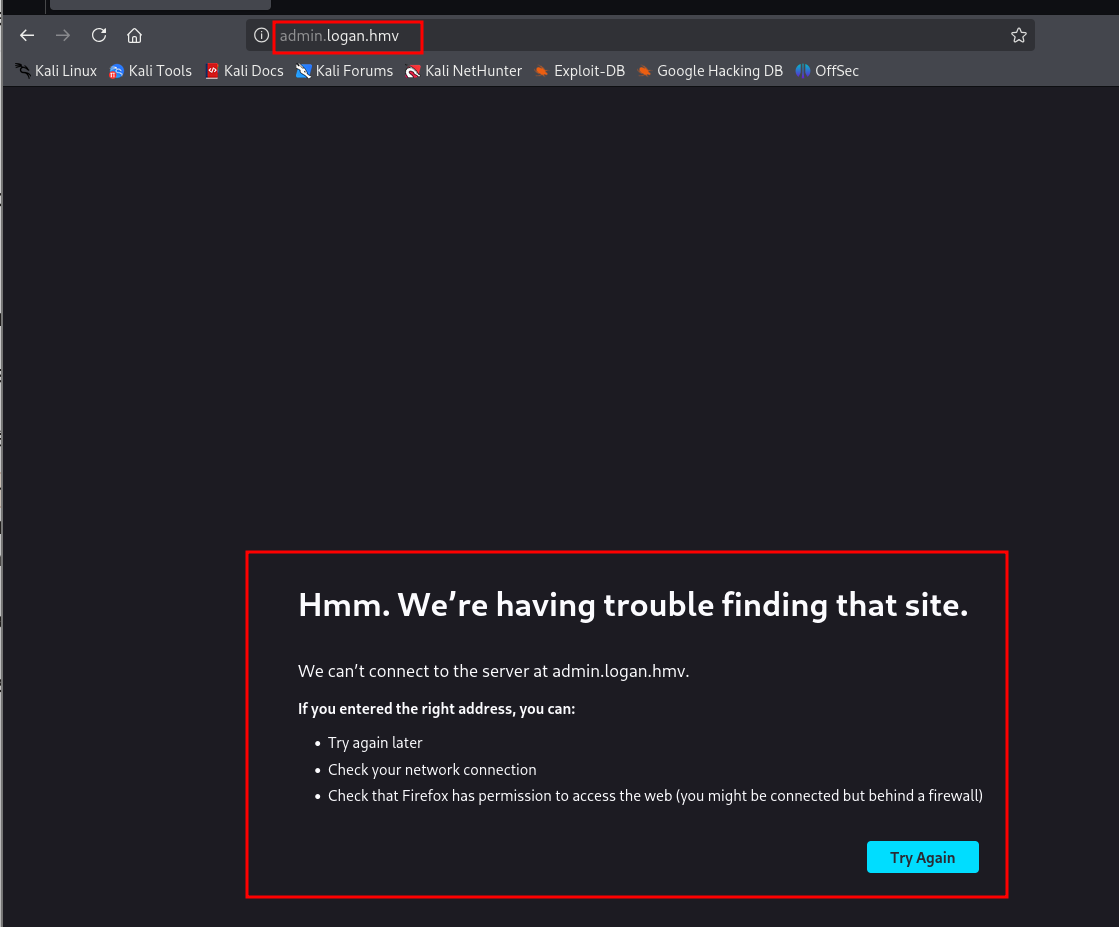 admin.logan.hmv
Kali Linux Kali Tools Kali Docs Kali Forums Kali NetHunter Exploit-DB Google Hacking DB OffSec
Hmm. We’re having trouble finding that site.
We can’t connect to the server at admin.logan.hmv.
If you entered the right address, you can:
Try again later
Check your network connection
Check that Firefox has permission to access the web (you might be connected but behind a firewall)
Try Again